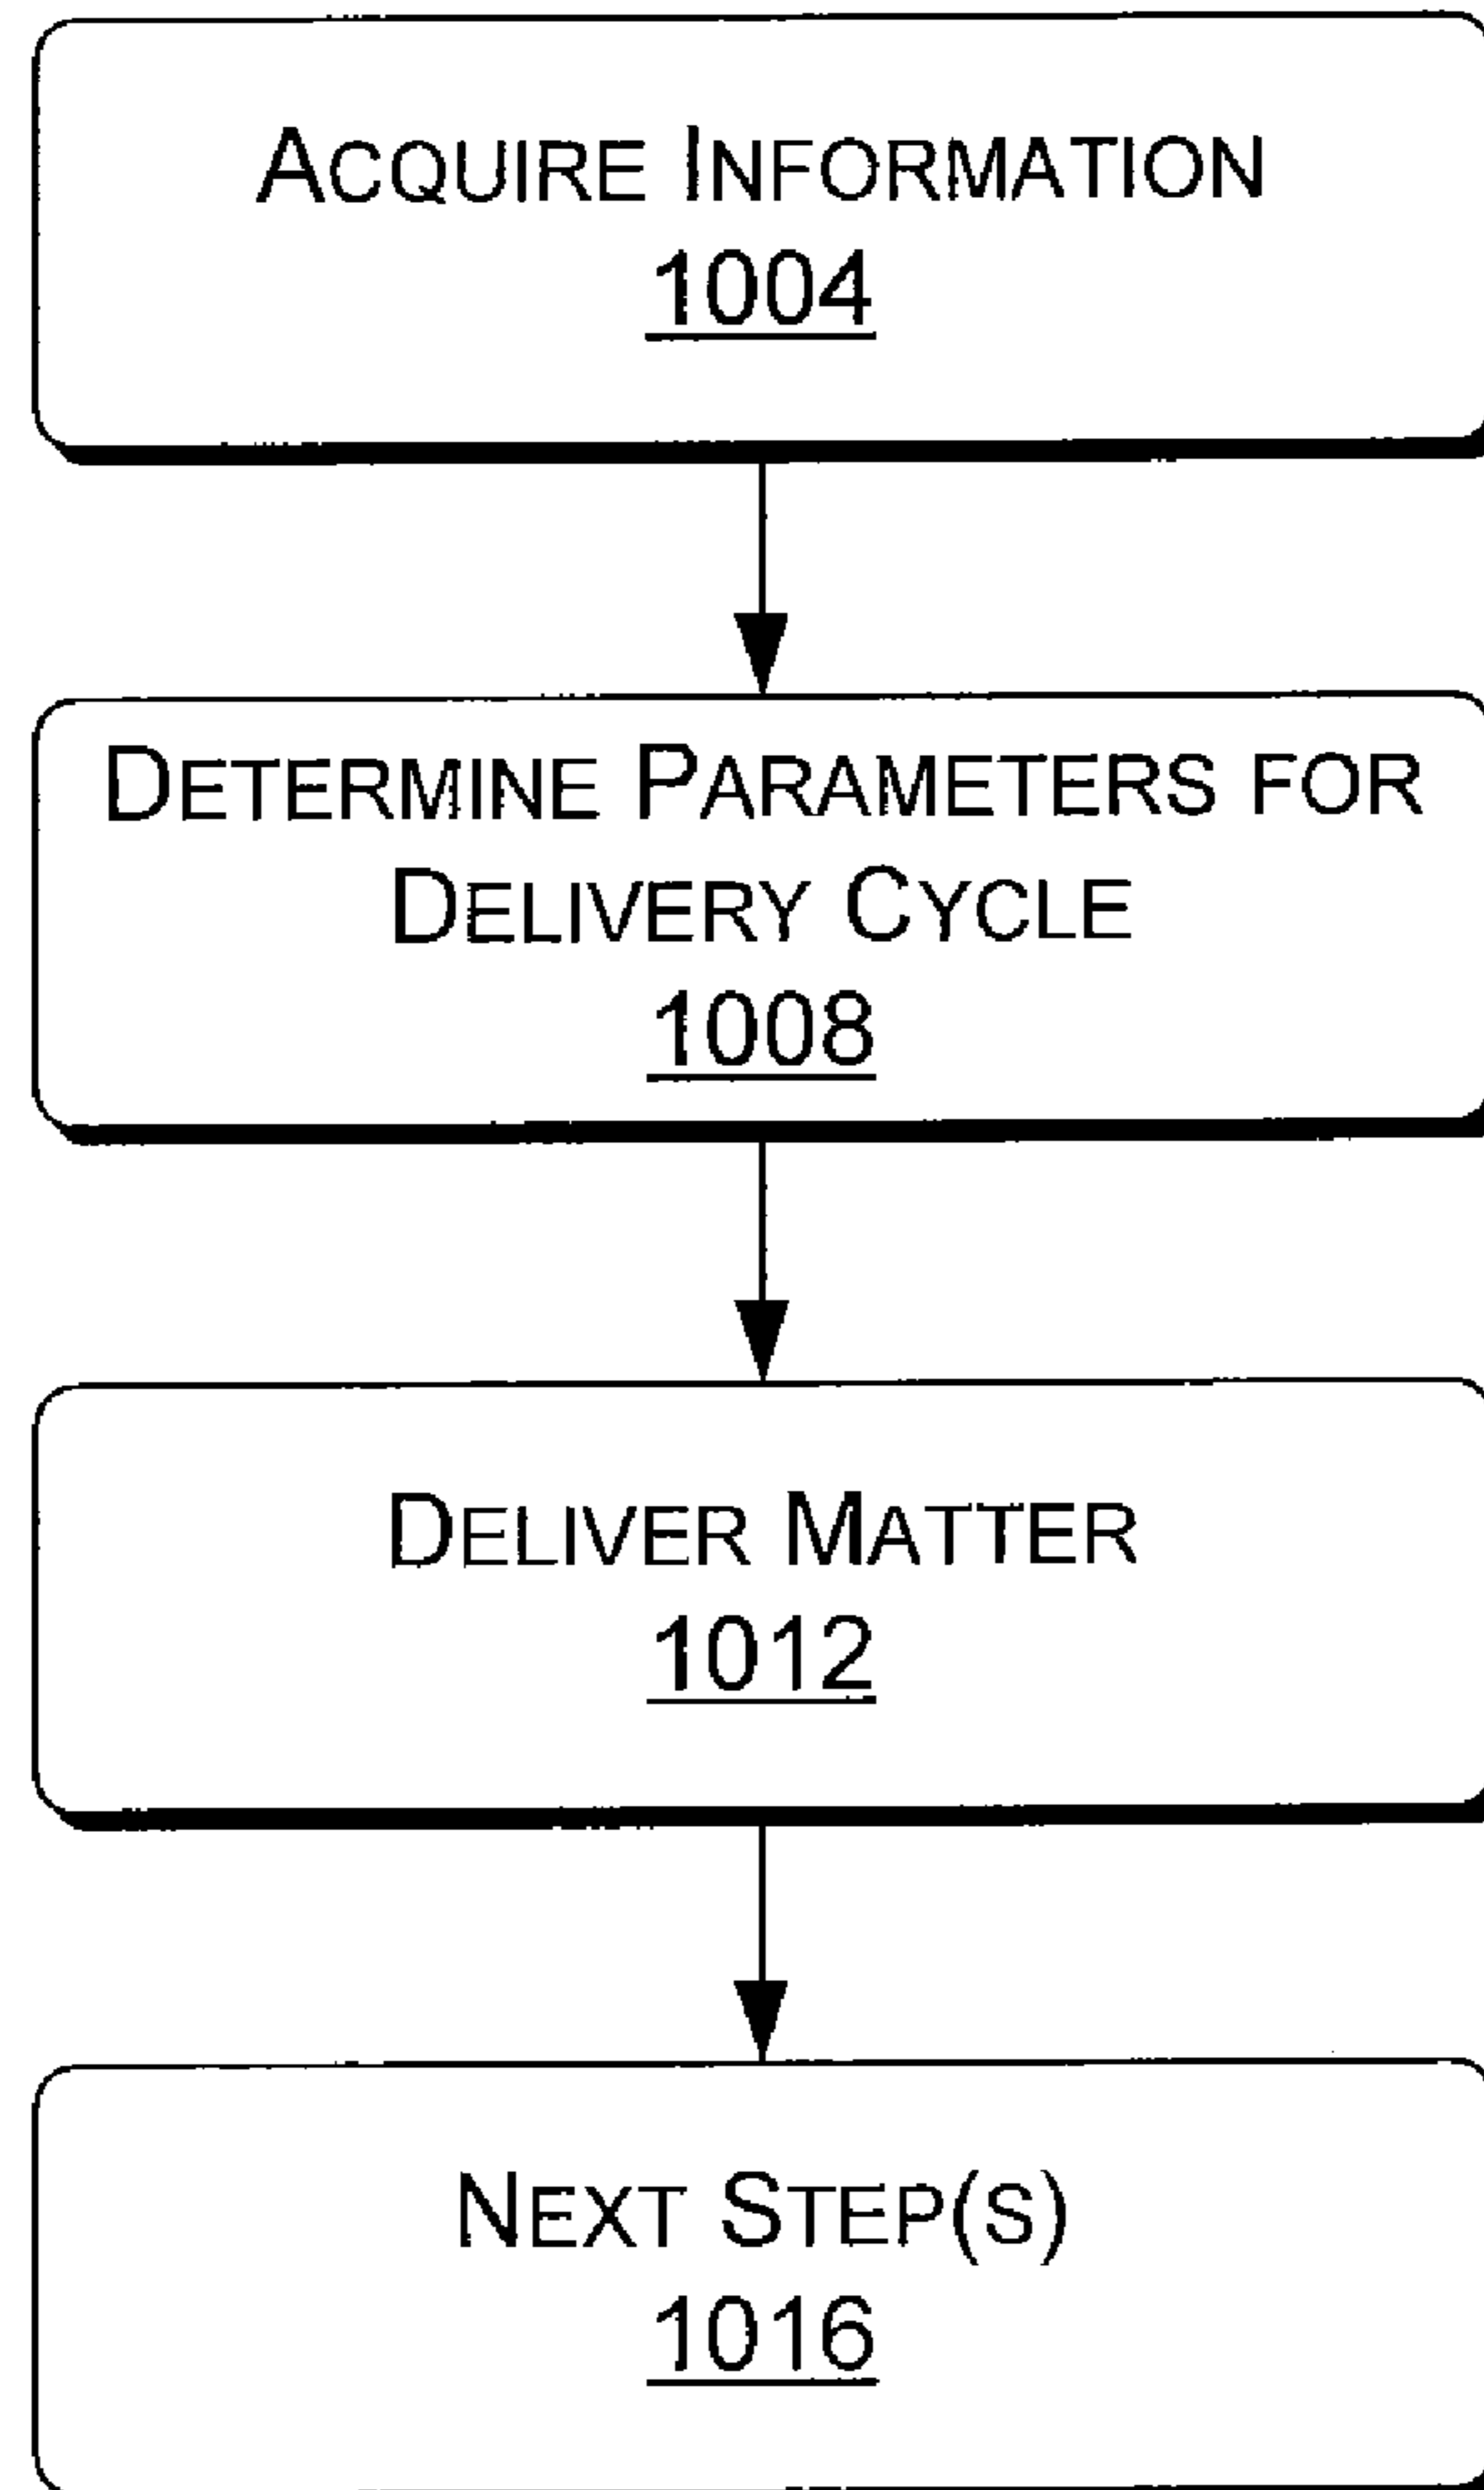 ACQUIRE INFORMATION
1004
DETERMINE PARAMETERS FOR
DELIVERY CYCLE
1008
DELIVER MATTER
1012
NEXT STEP(S)
1016